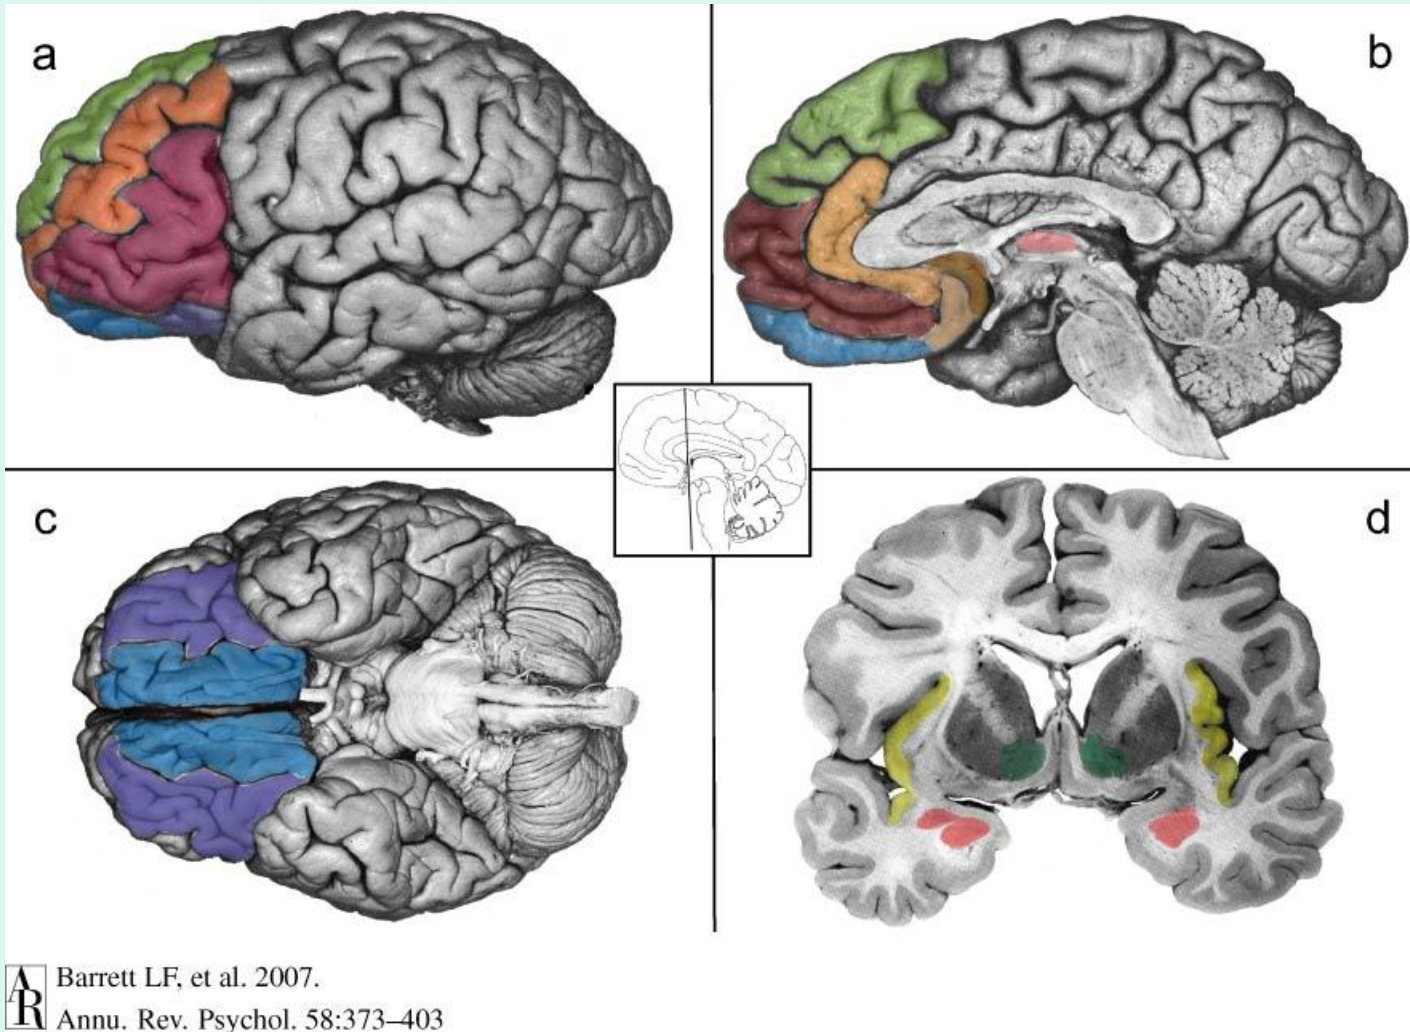 a
b
c
d
AR
Barrett LF, et al. 2007.
Annu. Rev. Psychol. 58:373–403